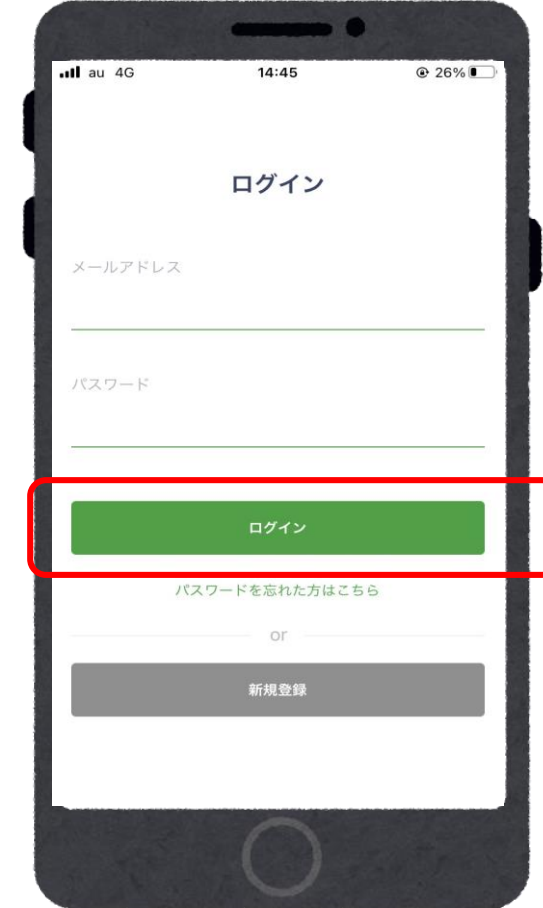 au 4G 14:45 26%
ログイン
メールアドレス
パスワード
ログイン
パスワードを忘れた方はこちら
or
新規登録